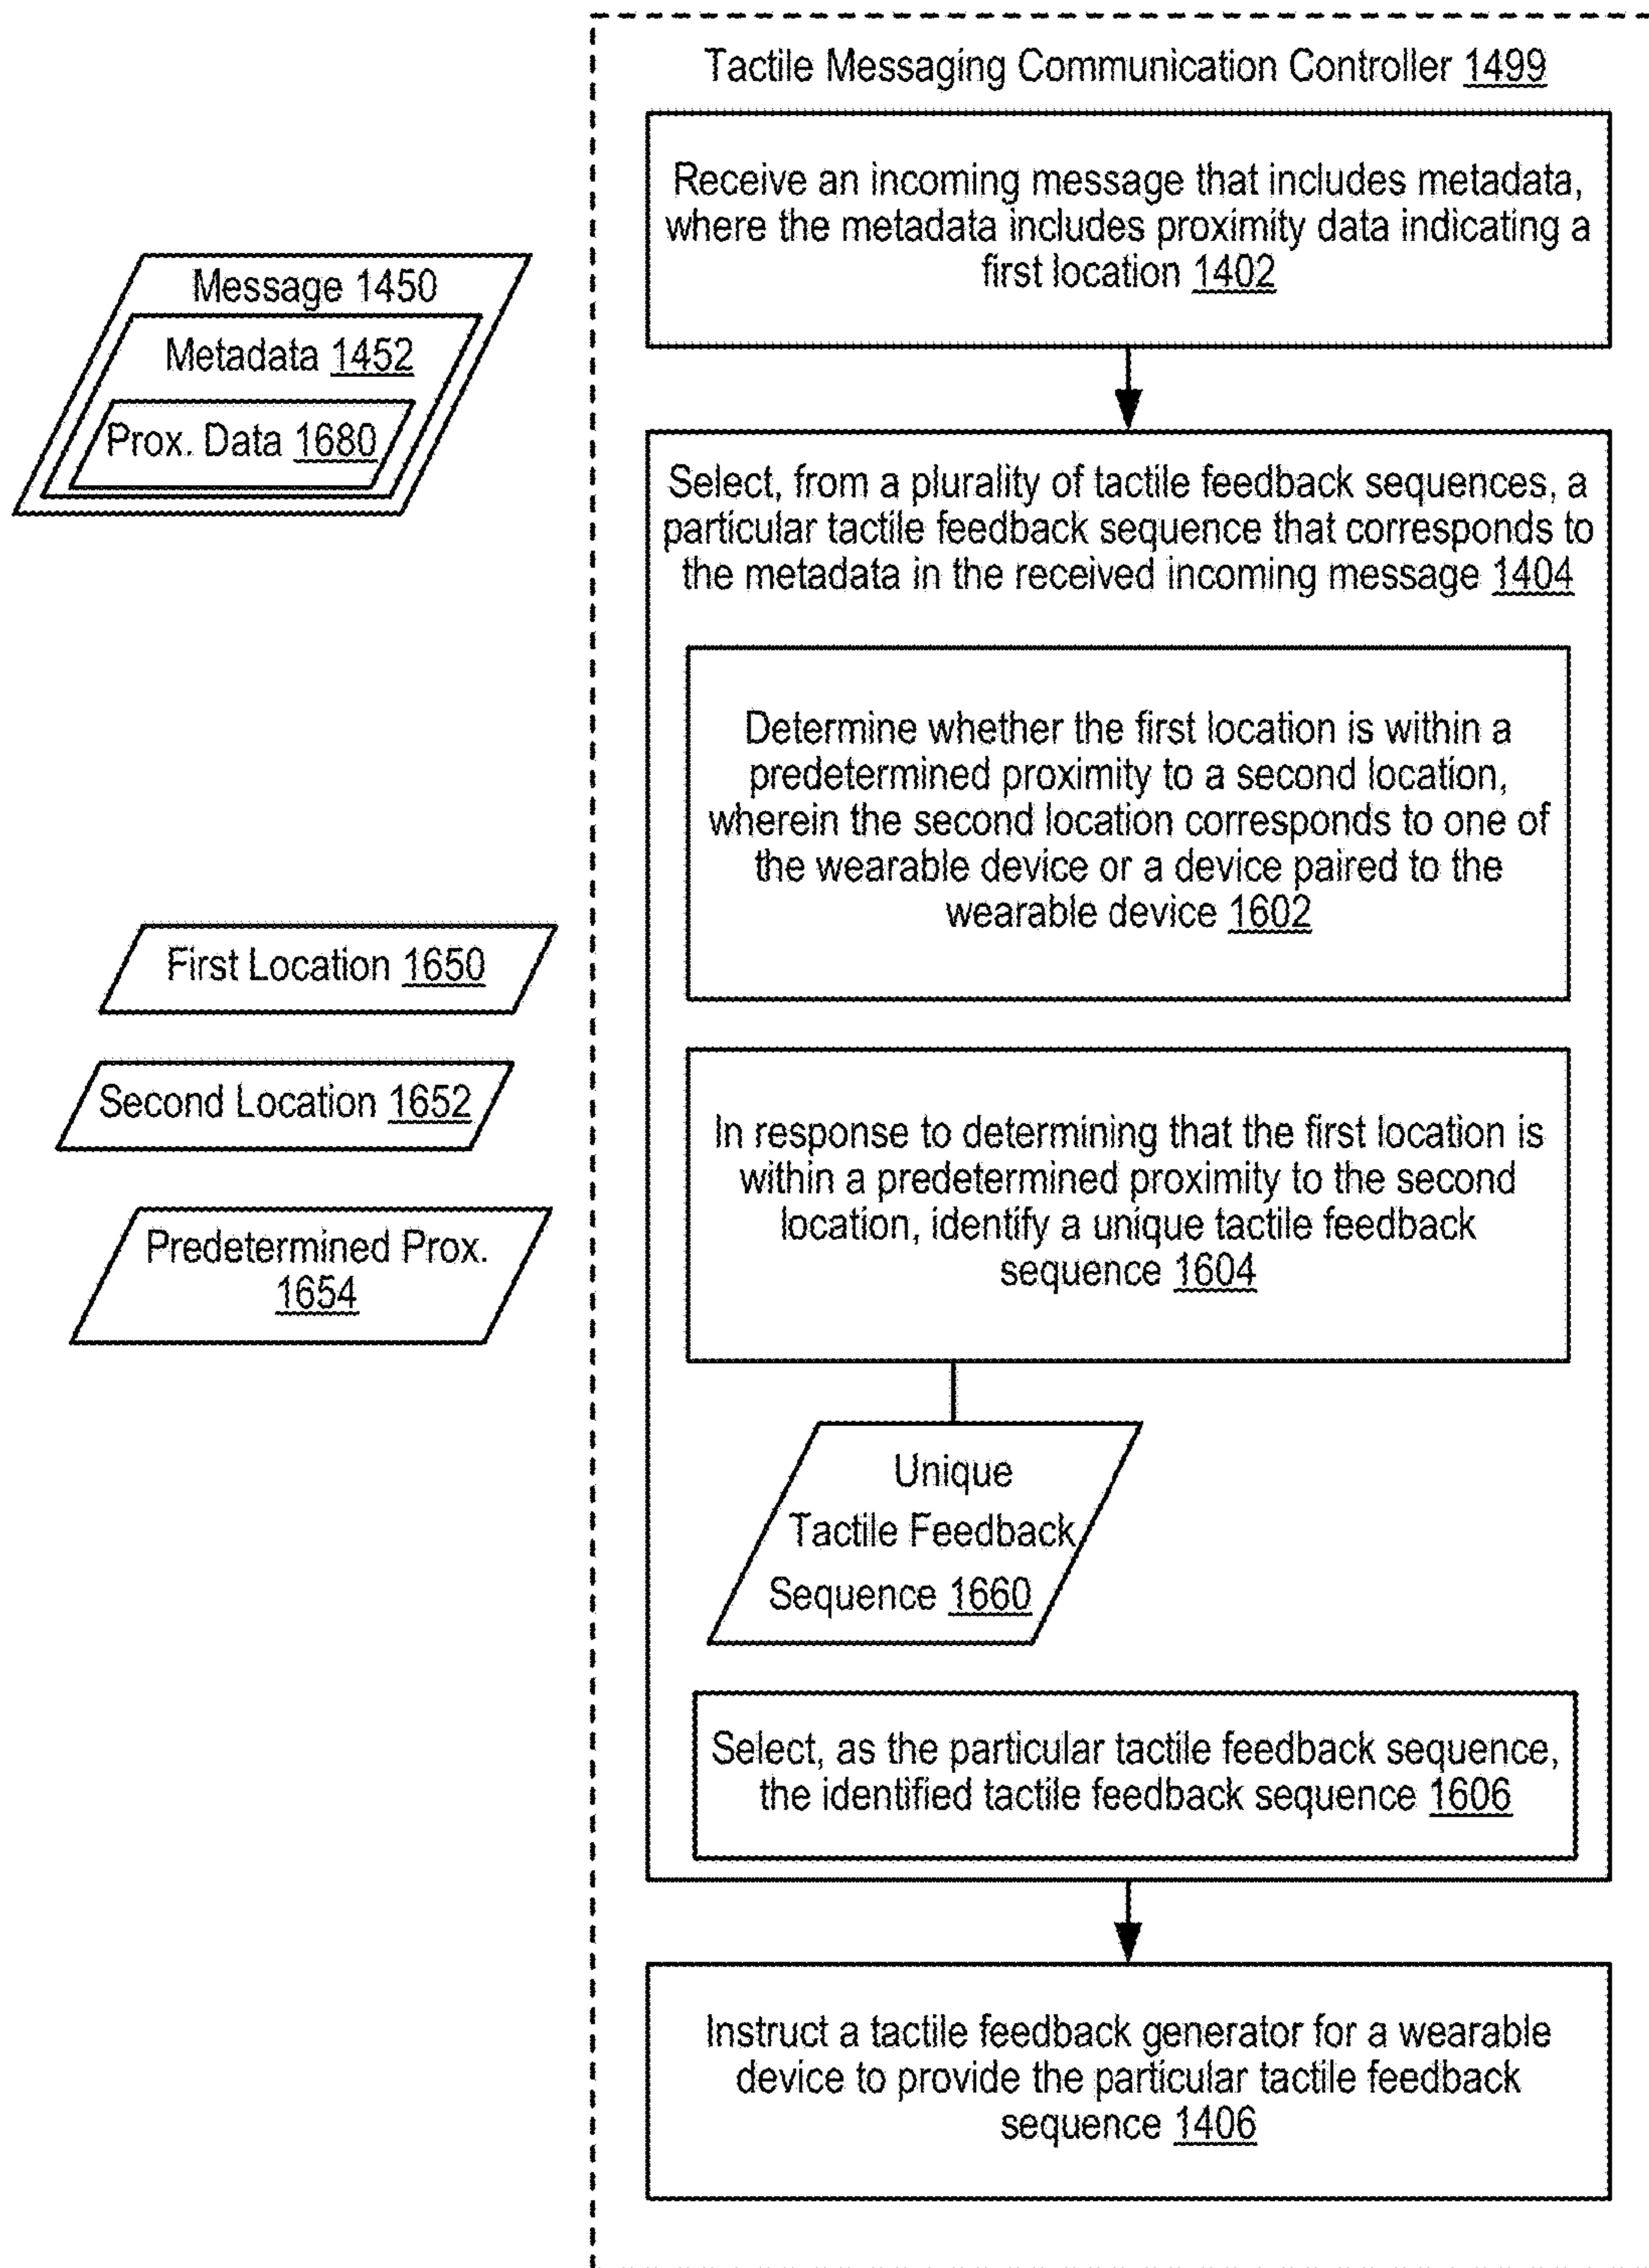 Tactile Messaging Communication Controller 1499
Receive an incoming message that includes metadata,
where the metadata includes proximity data indicating a
first location 1402
Message 1450
Metadata 1452
Prox. Data 1680
Select, from a plurality of tactile feedback sequences, a
particular tactile feedback sequence that corresponds to
the metadata in the received incoming message 1404
Determine whether the first location is within a
predetermined proximity to a second location,
wherein the second location corresponds to one of
the wearable device or a device paired to the
wearable device 1602
First Location 1650
Second Location 1652
Predetermined Prox.
1654
In response to determining that the first location is
within a predetermined proximity to the second
location, identify a unique tactile feedback
sequence 1604
Unique
Tactile Feedback
Sequence 1660
Select, as the particular tactile feedback sequence,
the identified tactile feedback sequence 1606
Instruct a tactile feedback generator for a wearable
device to provide the particular tactile feedback
sequence 1406